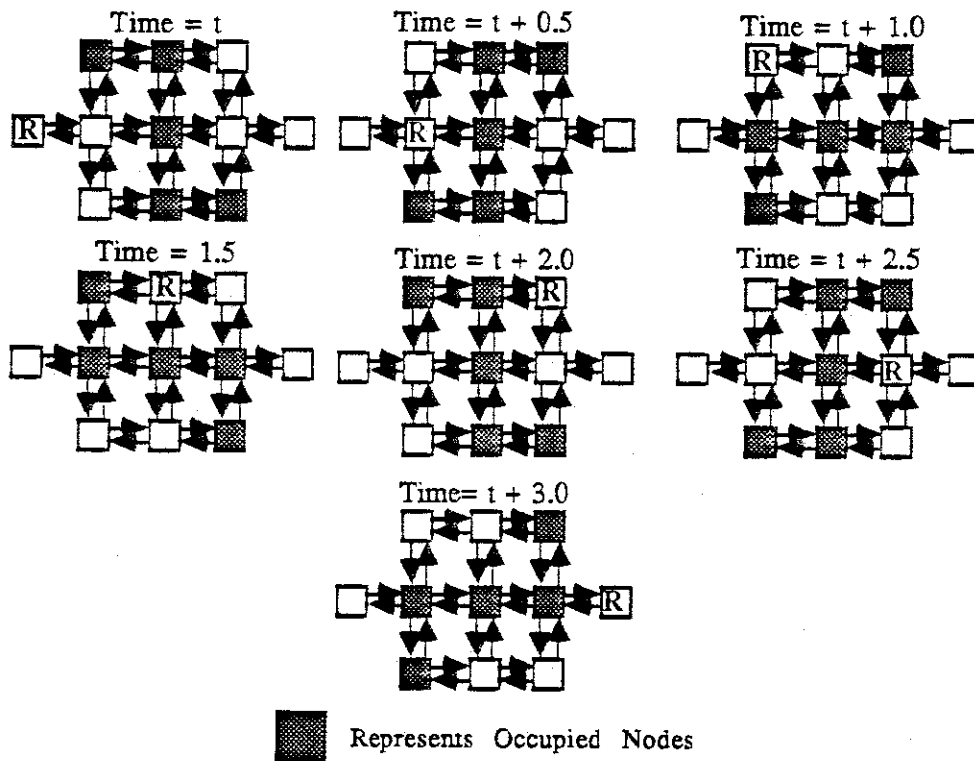 Time = t
Time = t + 0.5
Time = t + 1.0
R
R
R
Time = 1.5
Time = t + 2.0
Time = t + 2.5
R
R
R
Time= t + 3.0
R
Represents Occupied Nodes